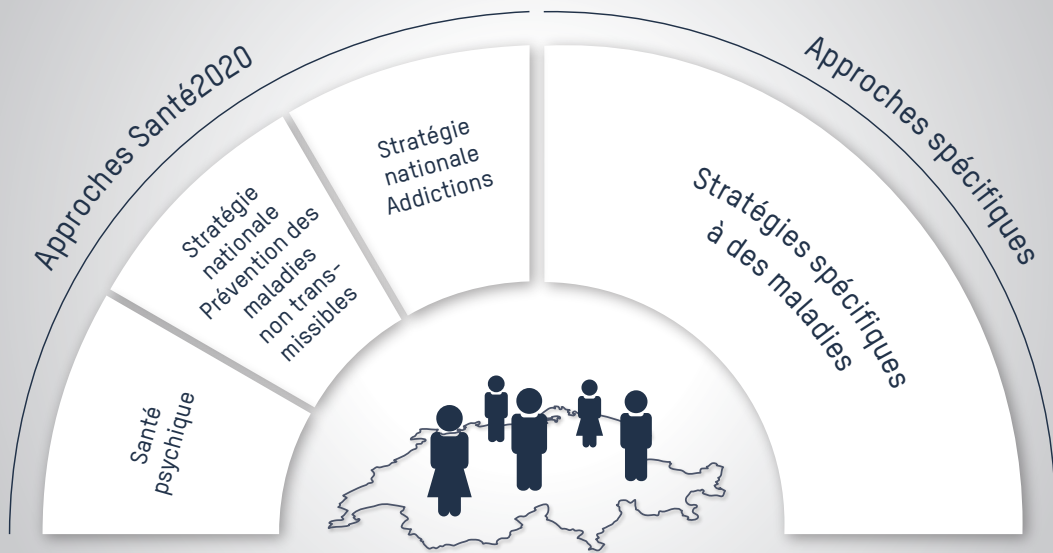 Approches Santé2020
Approches spécifiques
Santé
psychique
Stratégie
nationale
Prévention des
maladies
non trans-
missibles
Stratégie
nationale
Addictions
Stratégies spécifiques
à des maladies